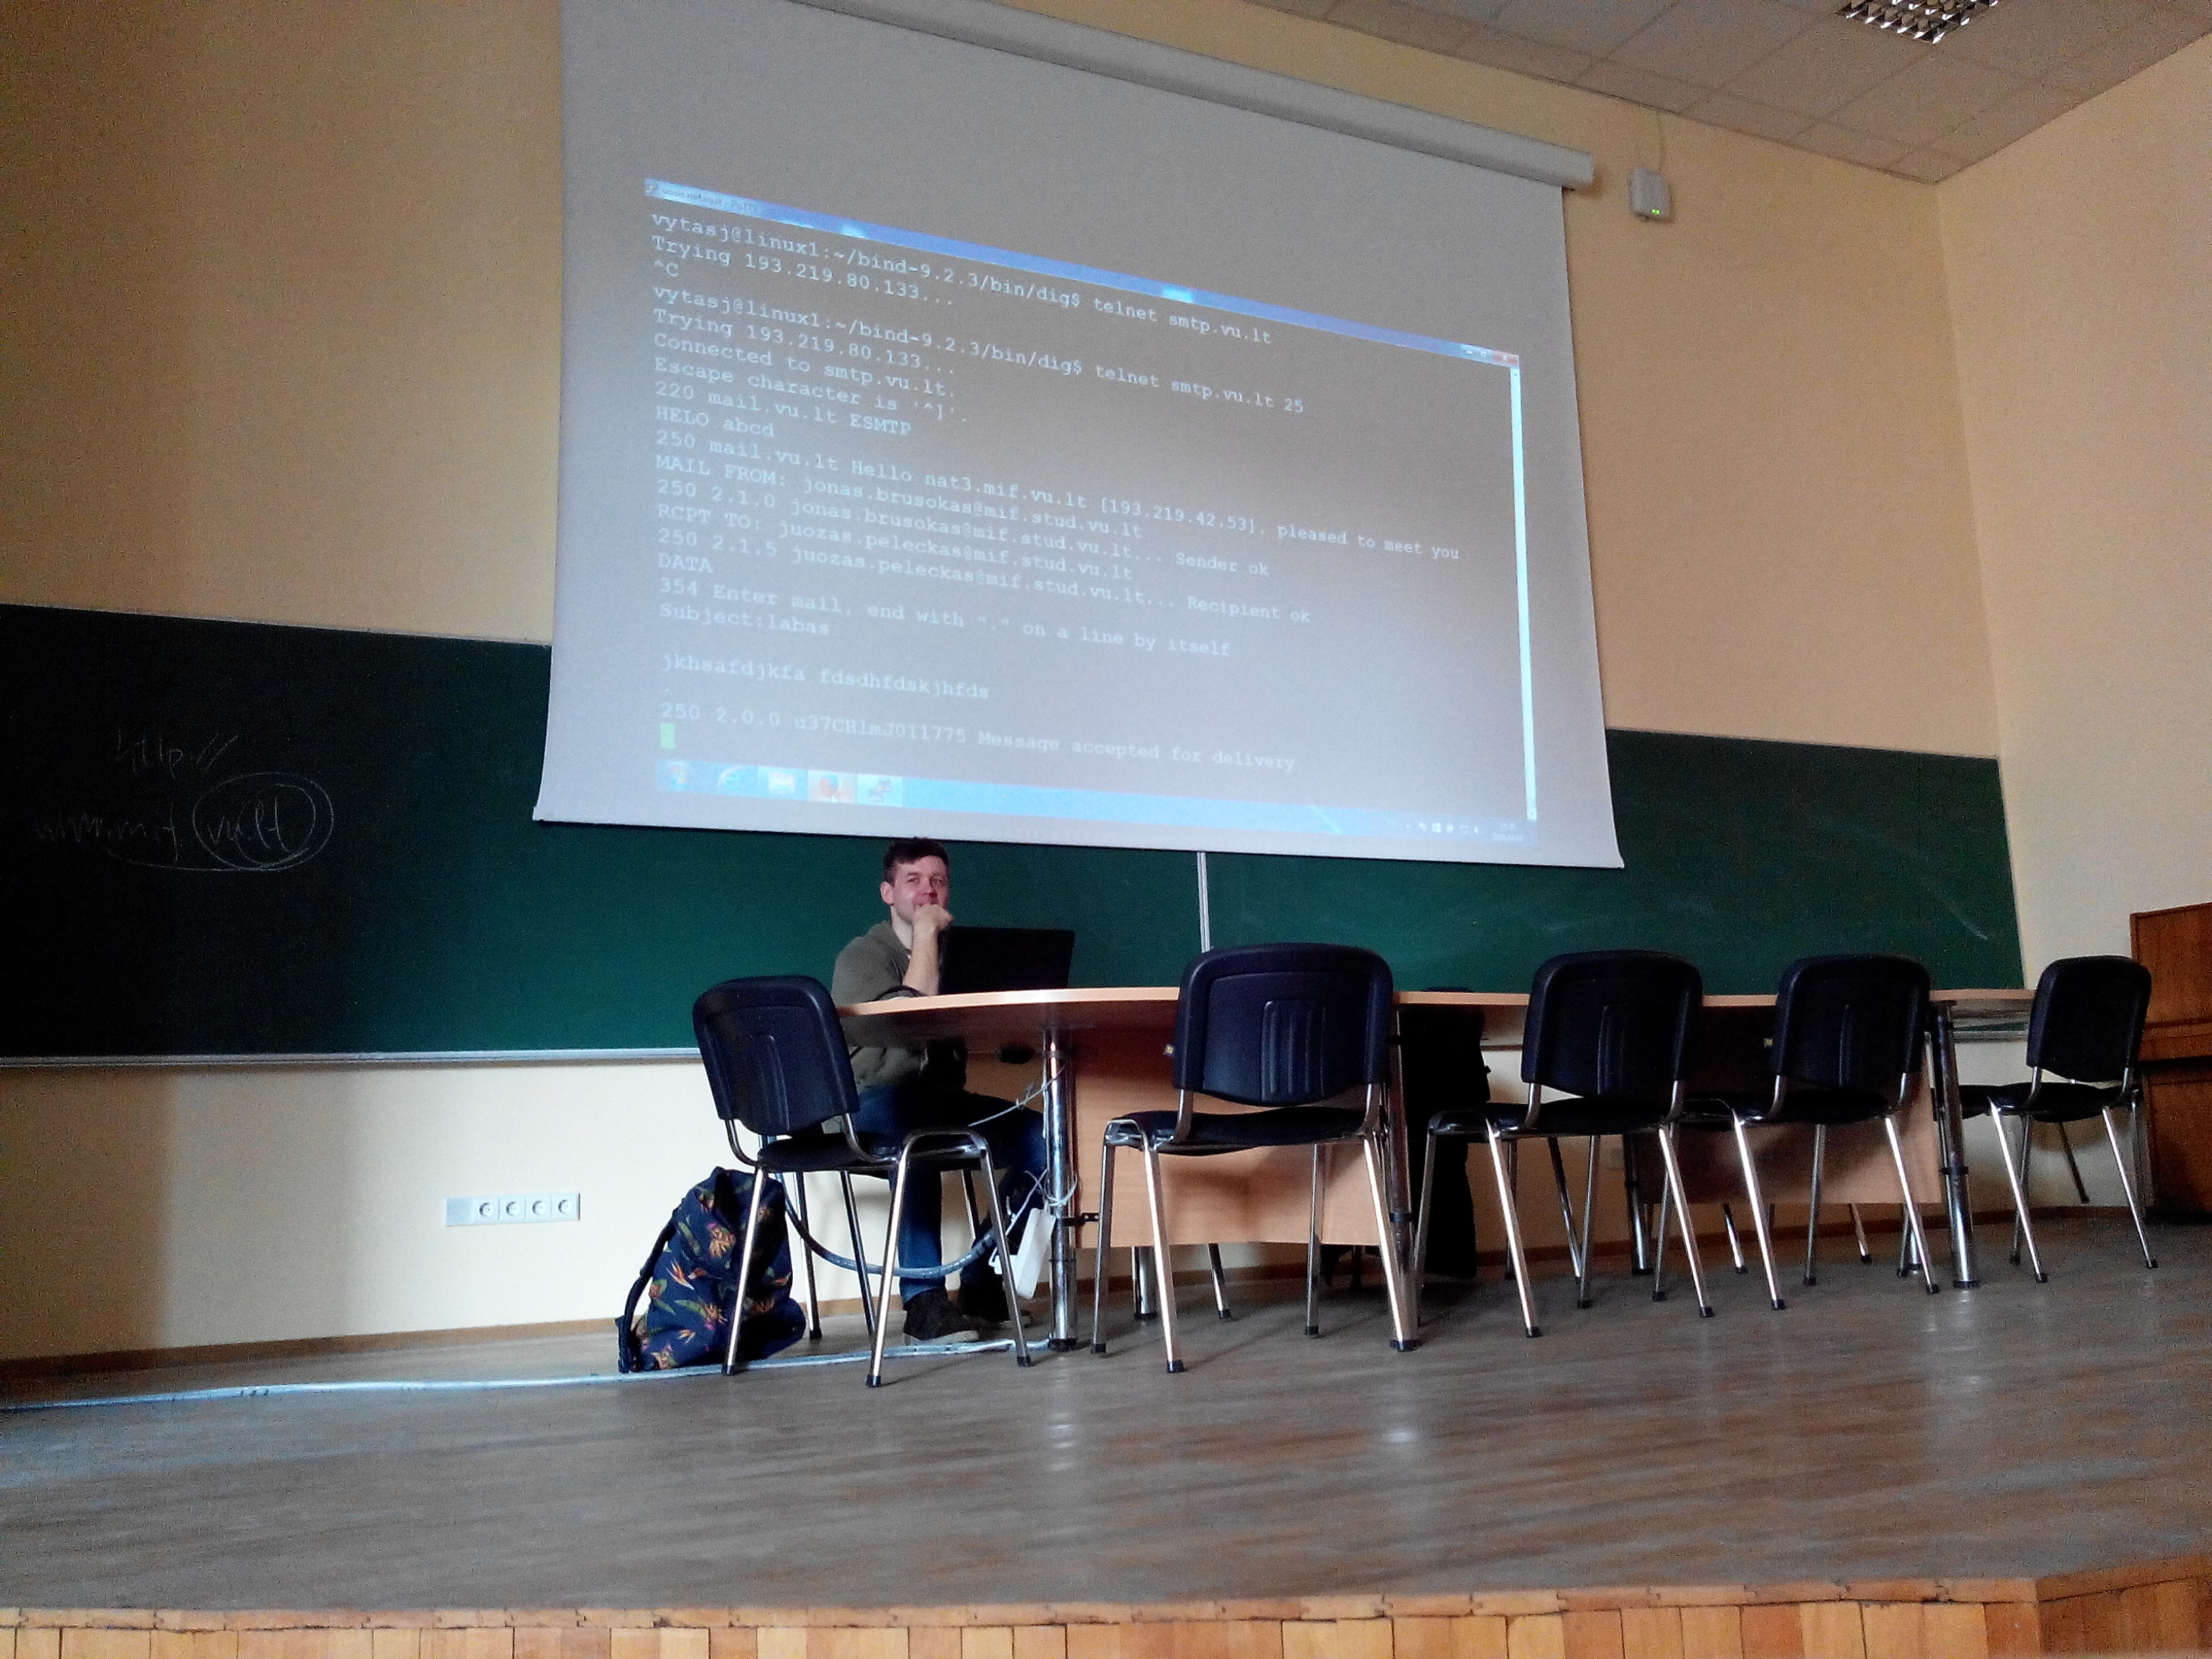 vytasj@linux1:~/bind-9.2.3/bin/dig$ telnet smtp.vu.lt
Trying 193.219.80.133...
^C
vytasj@linux1:~/bind-9.2.3/bin/dig$ telnet smtp.vu.lt 25
Trying 193.219.80.133...
Connected to smtp.vu.lt.
Escape character is '^]'.
220 mail.vu.lt ESMTP
HELO abcd
250 mail.vu.lt Hello nat3.mif.vu.lt [193.219.42.53], pleased to meet you
MAIL FROM: jonas.brusokas@mif.stud.vu.lt
250 2.1.0 jonas.brusokas@mif.stud.vu.lt... Sender ok
RCPT TO: juozas.peleckas@mif.stud.vu.lt
250 2.1.5 juozas.peleckas@mif.stud.vu.lt... Recipient ok
DATA
354 Enter mail, end with "." on a line by itself
Subject:labas
jkhsafdjkfa fdsdhfdskjhfds
.
250 2.0.0 u37CH1mJ011775 Message accepted for delivery
http://
www.mif.vu.lt